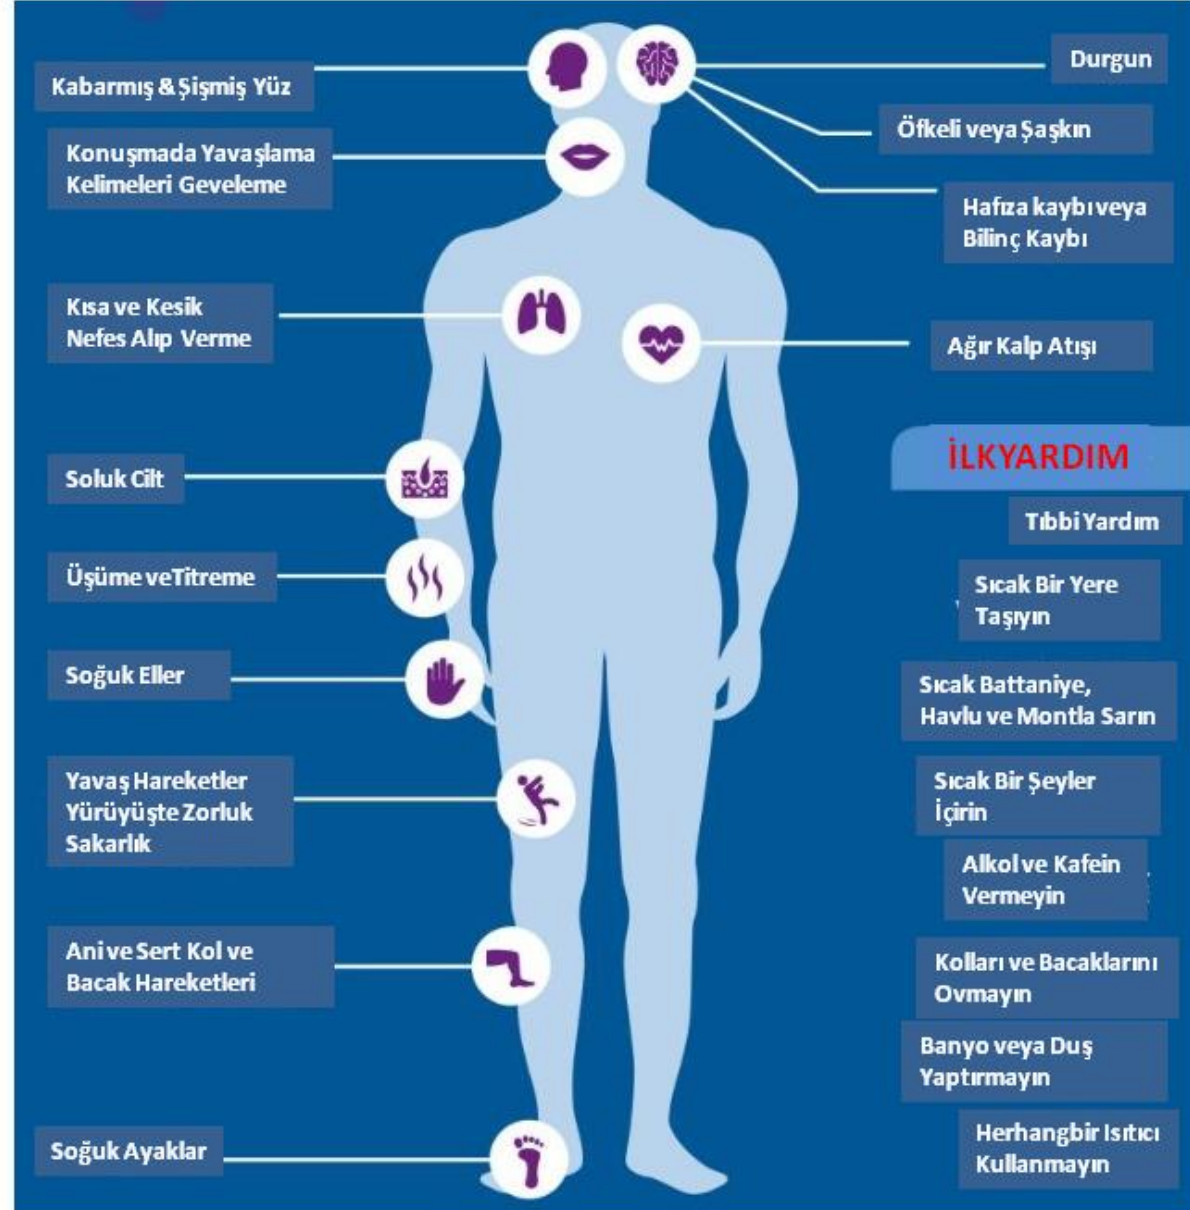 Kabarmış & Şişmiş Yüz
Konuşmada Yavaşlama
Kelimeleri Geveleme
Kısa ve Kesik
Nefes Alıp Verme
Soluk Cilt
Üşüme veTitreme
Soğuk Eller
Yavaş Hareketler
Yürüyüşte Zorluk
Sakarlık
Ani ve Sert Kol ve
Bacak Hareketleri
Soğuk Ayaklar
Durgun
Öfkeli veya Şaşkın
Hafıza kaybı veya
Bilinç Kaybı
Ağır Kalp Atışı
İLKYARDIM
Tıbbi Yardım
Sıcak Bir Yere
Taşıyın
Sıcak Battaniye,
Havlu ve Montla Sarın
Sıcak Bir Şeyler
İçirin
Alkol ve Kafein
Vermeyin
Kolları ve Bacaklarını
Ovmayın
Banyo veya Duş
Yaptırmayın
Herhangbir Isıtıcı
Kullanmayın